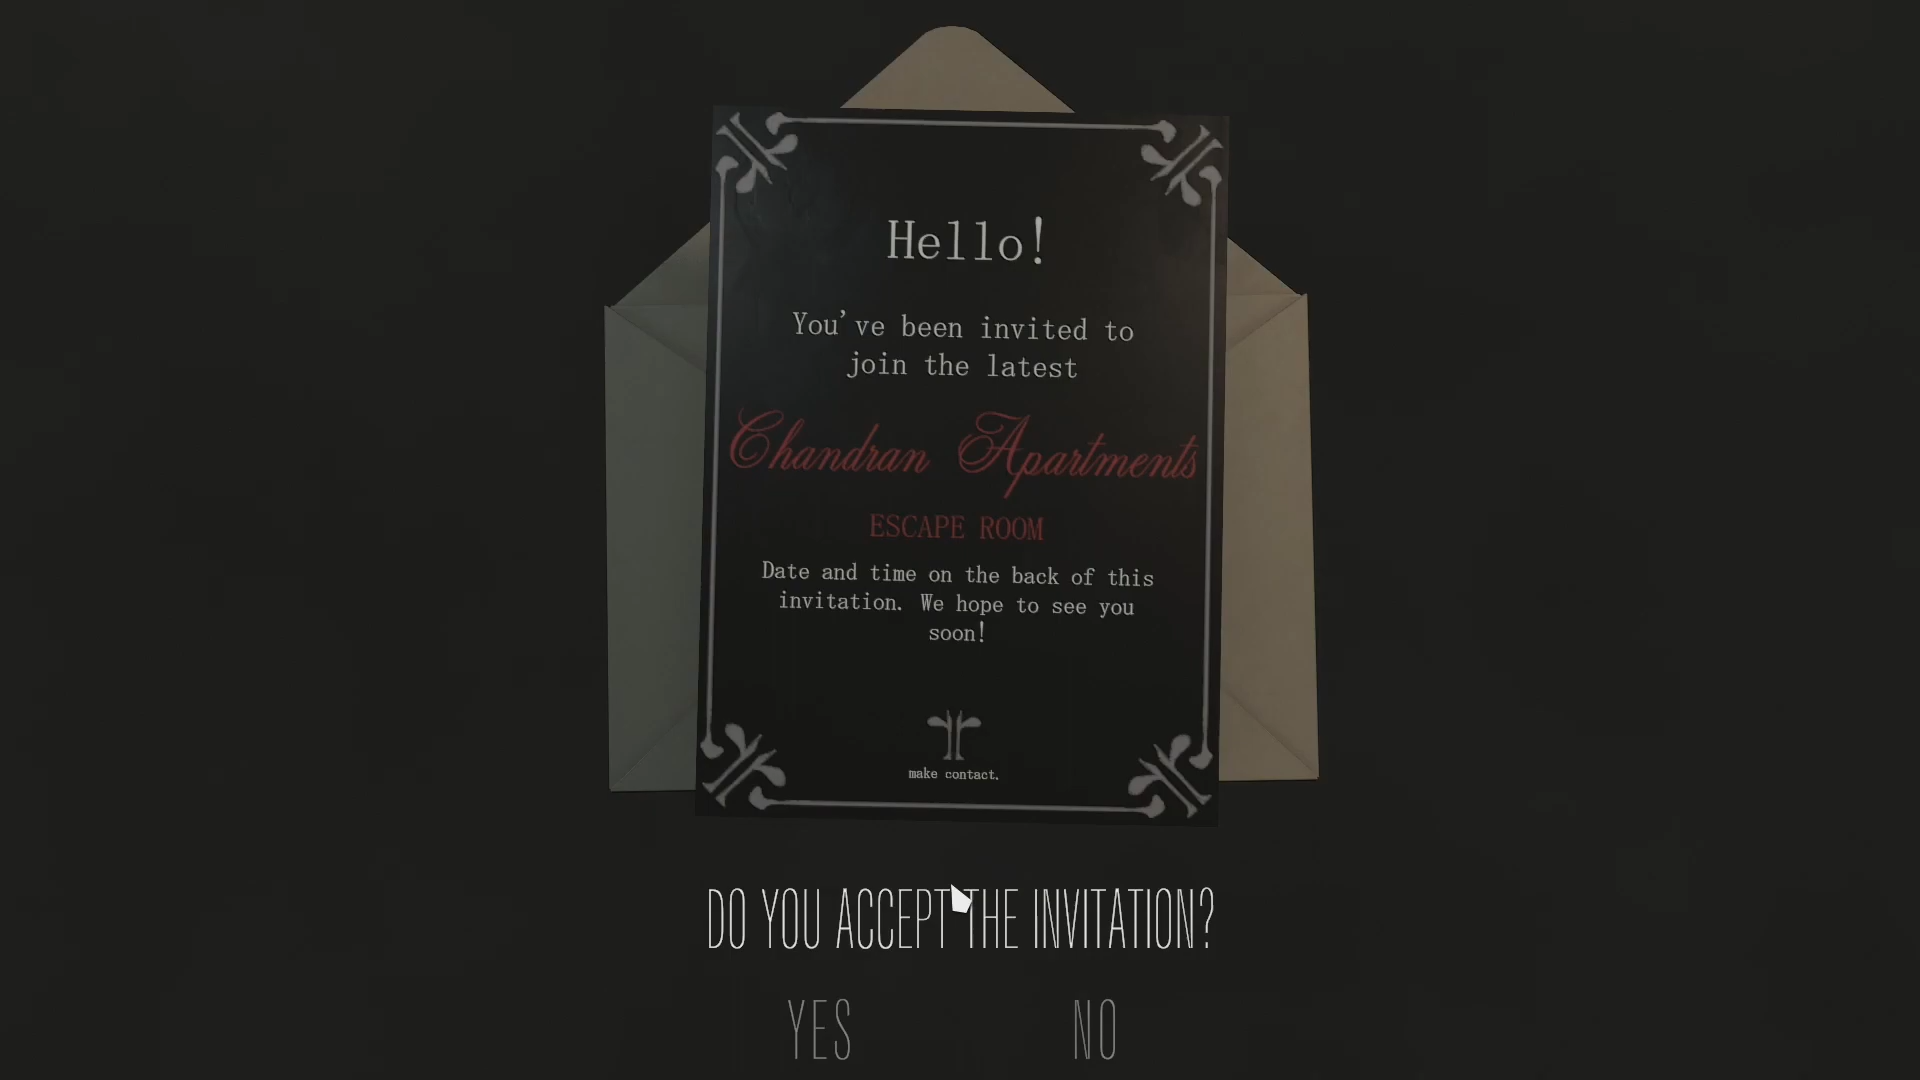 Hello!
You've been invited to
join the latest
Chandran Apartments
ESCAPE ROOM
Date and time on the back of this
invitation. We hope to see you
soon!
make contact.
DO YOU ACCEPT THE INVITATION?
YES NO